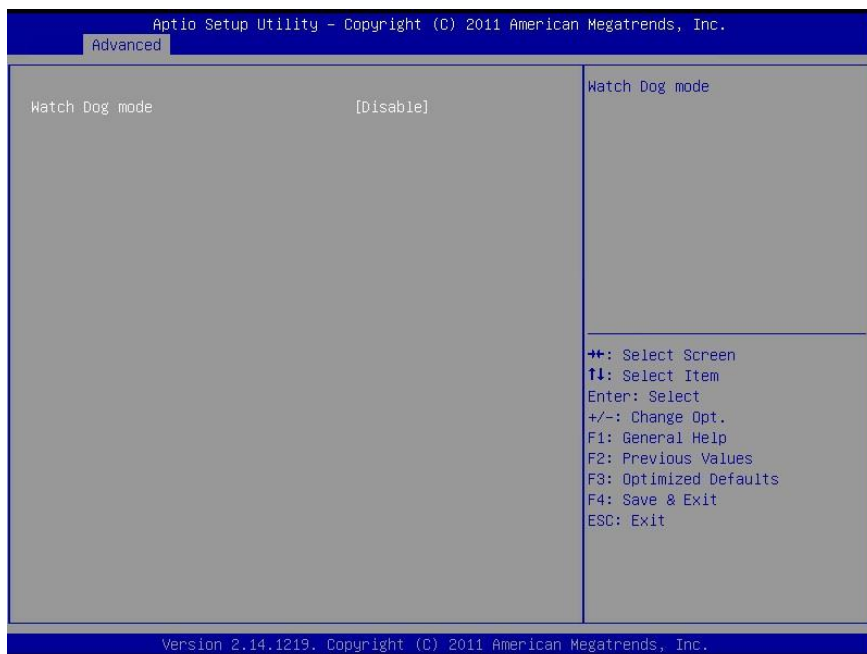 Aptio Setup Utility – Copyright (C) 2011 American Megatrends, Inc.
Advanced
Watch Dog mode [Disable]
Watch Dog mode
→←: Select Screen
↑↓: Select Item
Enter: Select
+/-: Change Opt.
F1: General Help
F2: Previous Values
F3: Optimized Defaults
F4: Save & Exit
ESC: Exit
Version 2.14.1219. Copyright (C) 2011 American Megatrends, Inc.